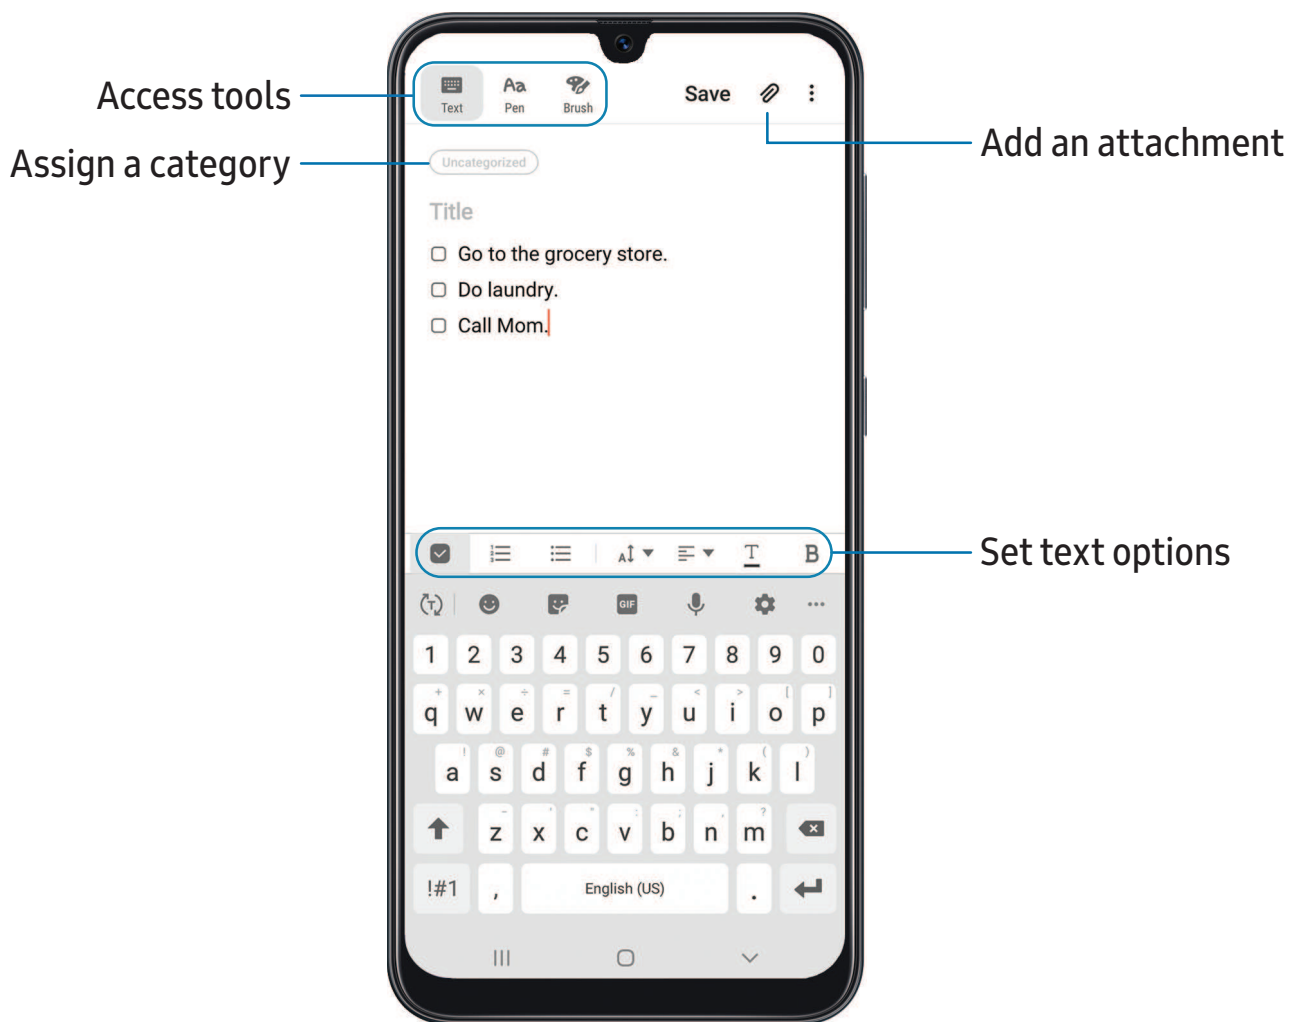 Access tools
Assign a category
Add an attachment
Set text options
Text Aa Pen Brush Save
Uncategorized
Title
Go to the grocery store.
Do laundry.
Call Mom.
A T B
T GIF
1 2 3 4 5 6 7 8 9 0
+ × ÷ = / _ < > [ ]
q w e r t y u i o p
! @ # $ % & * ( )
a s d f g h j k l
- ' " : ; , ?
z x c v b n m
!#1 , English (US) .